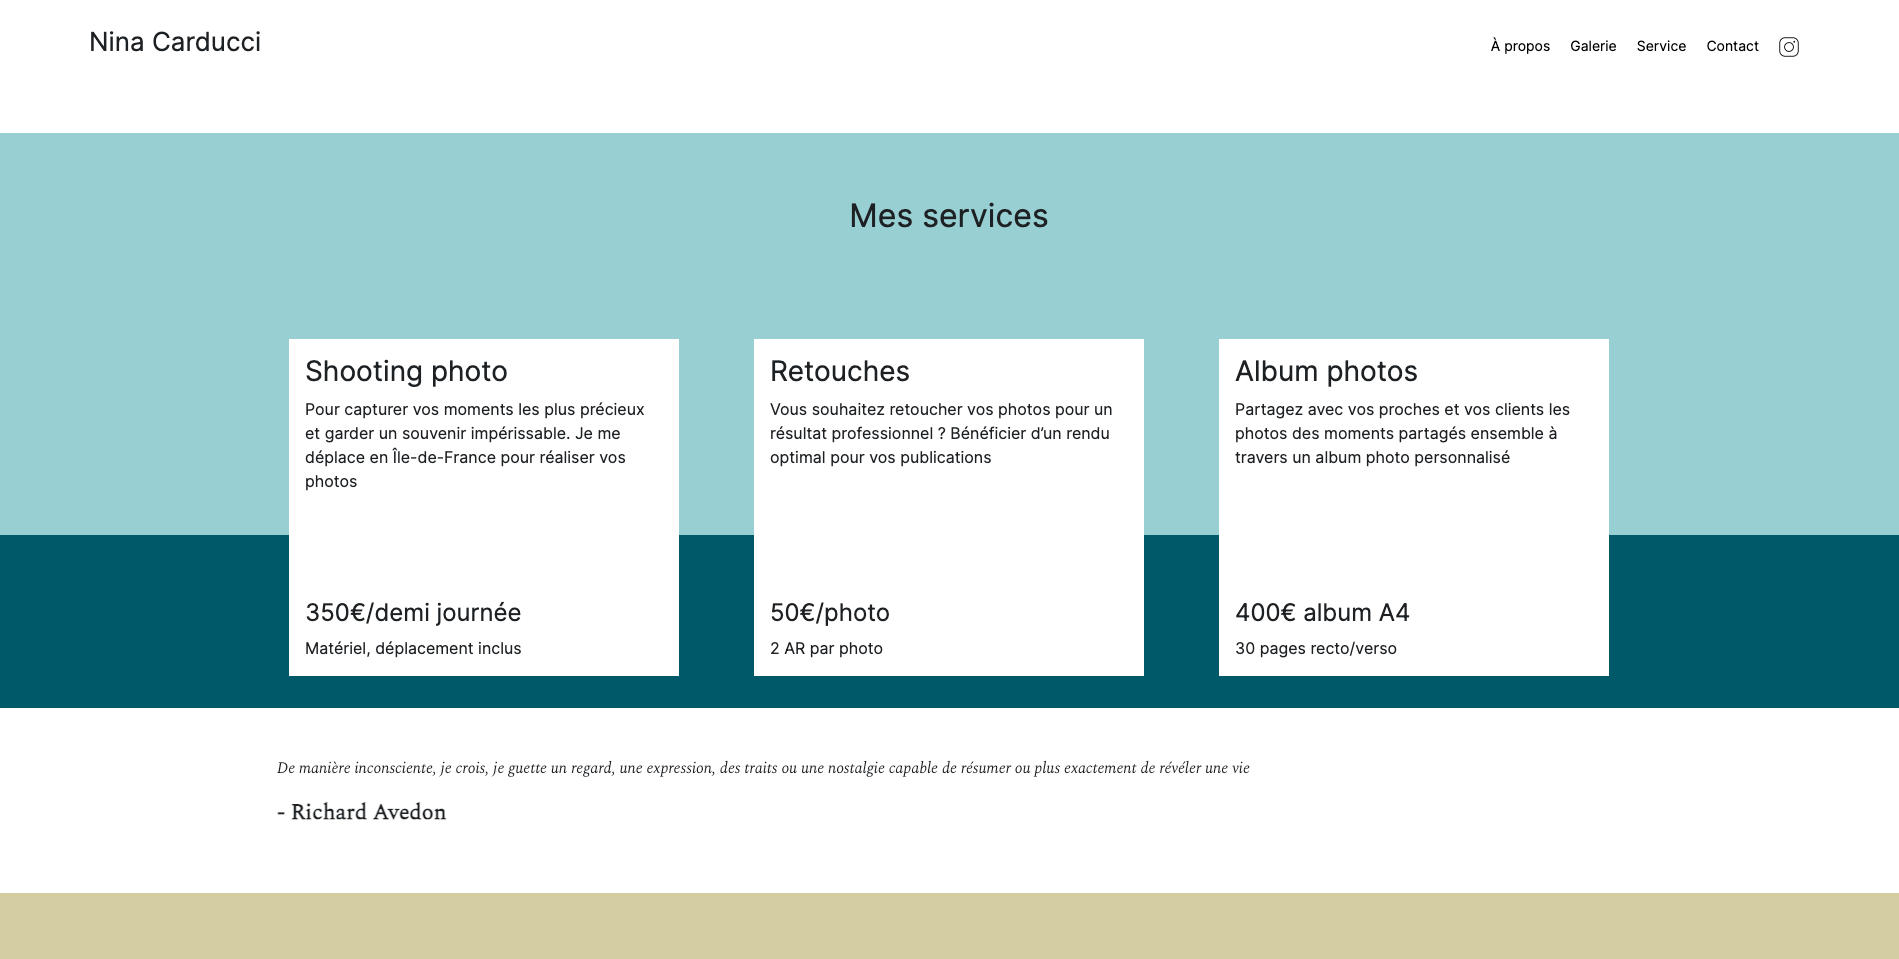 Nina Carducci
À propos Galerie Service Contact
Mes services
Shooting photo
Pour capturer vos moments les plus précieux
et garder un souvenir impérissable. Je me
déplace en Île-de-France pour réaliser vos
photos
350€/demi journée
Matériel, déplacement inclus
Retouches
Vous souhaitez retoucher vos photos pour un
résultat professionnel ? Bénéficier d’un rendu
optimal pour vos publications
50€/photo
2 AR par photo
Album photos
Partagez avec vos proches et vos clients les
photos des moments partagés ensemble à
travers un album photo personnalisé
400€ album A4
30 pages recto/verso
De manière inconsciente, je crois, je guette un regard, une expression, des traits ou une nostalgie capable de résumer ou plus exactement de révéler une vie
- Richard Avedon